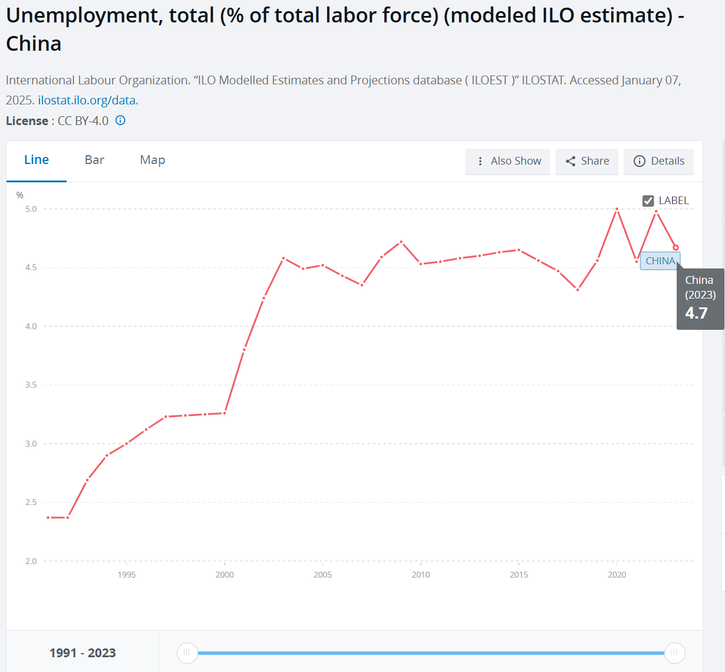 Unemployment, total (% of total labor force) (modeled ILO estimate) -
China
International Labour Organization. “ILO Modelled Estimates and Projections database ( ILOEST )” ILOSTAT. Accessed January 07,
2025. ilostat.ilo.org/data.
License : CC BY-4.0
Line Bar Map Also Show Share Details
%
LABEL
5.0
4.5
CHINA
China
(2023)
4.7
4.0
3.5
3.0
2.5
2.0
1995 2000 2005 2010 2015 2020
1991 - 2023